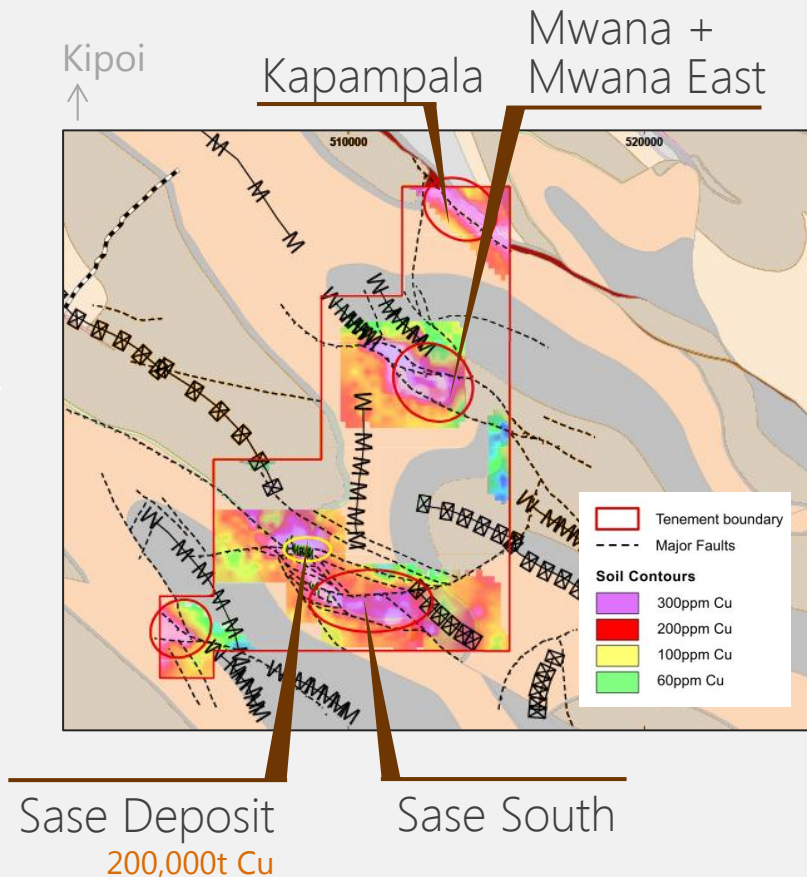 Kipoi
Kapampala
Mwana +
Mwana East
510000
520000
Tenement boundary
Major Faults
Soil Contours
300ppm Cu
200ppm Cu
100ppm Cu
60ppm Cu
Sase Deposit
200,000t Cu
Sase South